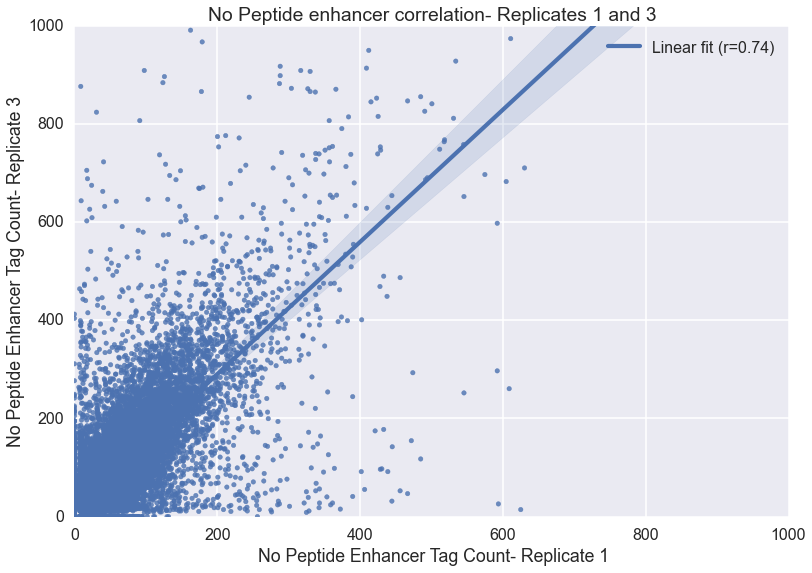 No Peptide enhancer correlation- Replicates 1 and 3
Linear fit (r=0.74)
No Peptide Enhancer Tag Count- Replicate 3
1000
800
600
400
200
0
0 200 400 600 800 1000
No Peptide Enhancer Tag Count- Replicate 1